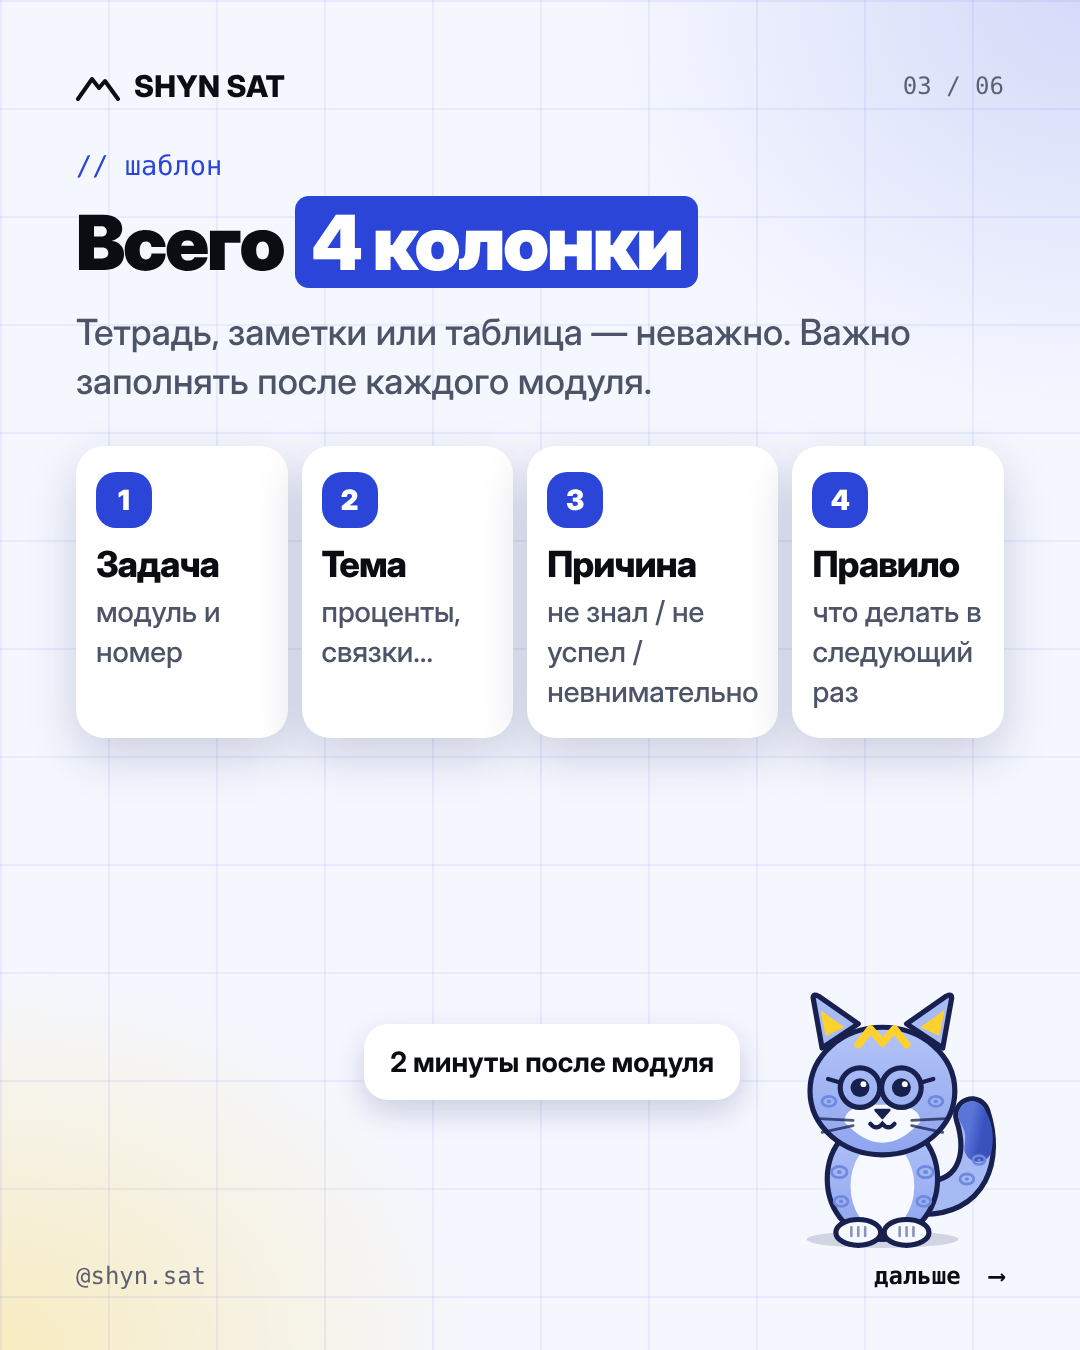 SHYN SAT
03 / 06
// шаблон
Всего 4 колонки
Тетрадь, заметки или таблица — неважно. Важно
заполнять после каждого модуля.
1
Задача
модуль и
номер
2
Тема
проценты,
связки...
3
Причина
не знал / не
успел /
невнимательно
4
Правило
что делать в
следующий
раз
2 минуты после модуля
@shyn.sat
дальше →